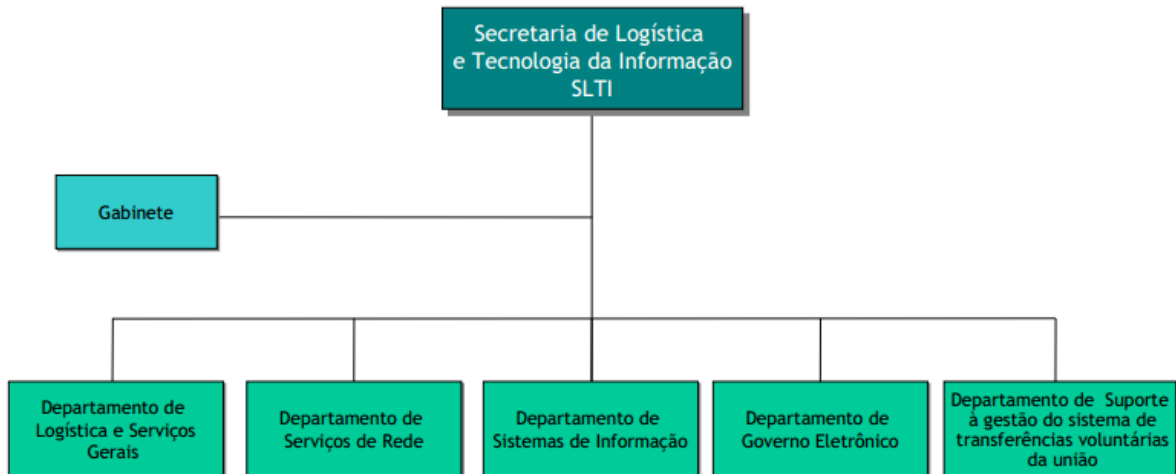 Secretaria de Logística
e Tecnologia da Informação
SLTI
Gabinete
Departamento de
Logística e Serviços
Gerais
Departamento de
Serviços de Rede
Departamento de
Sistemas de Informação
Departamento de
Governo Eletrônico
Departamento de Suporte
à gestão do sistema de
transferências voluntárias
da união